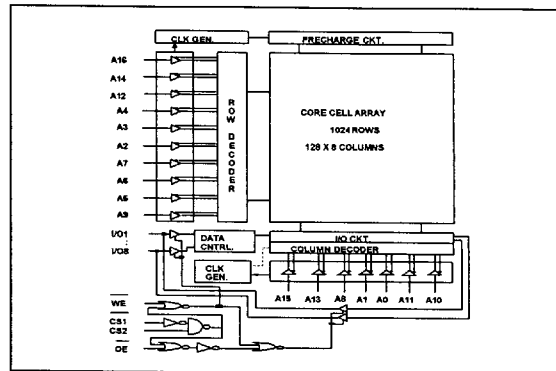 CLK GEN.
PRECHARGE CKT.
A16
A14
A12
A4
A3
A2
A7
A6
A5
A9
ROW DECODER
CORE CELL ARRAY
1024 ROWS
128 X 8 COLUMNS
I/O1
I/O8
DATA
CNTRL.
I/O CKT.
COLUMN DECODER
CLK
GEN.
A15 A13 A8 A1 A0 A11 A10
WE
CS1
CS2
OE